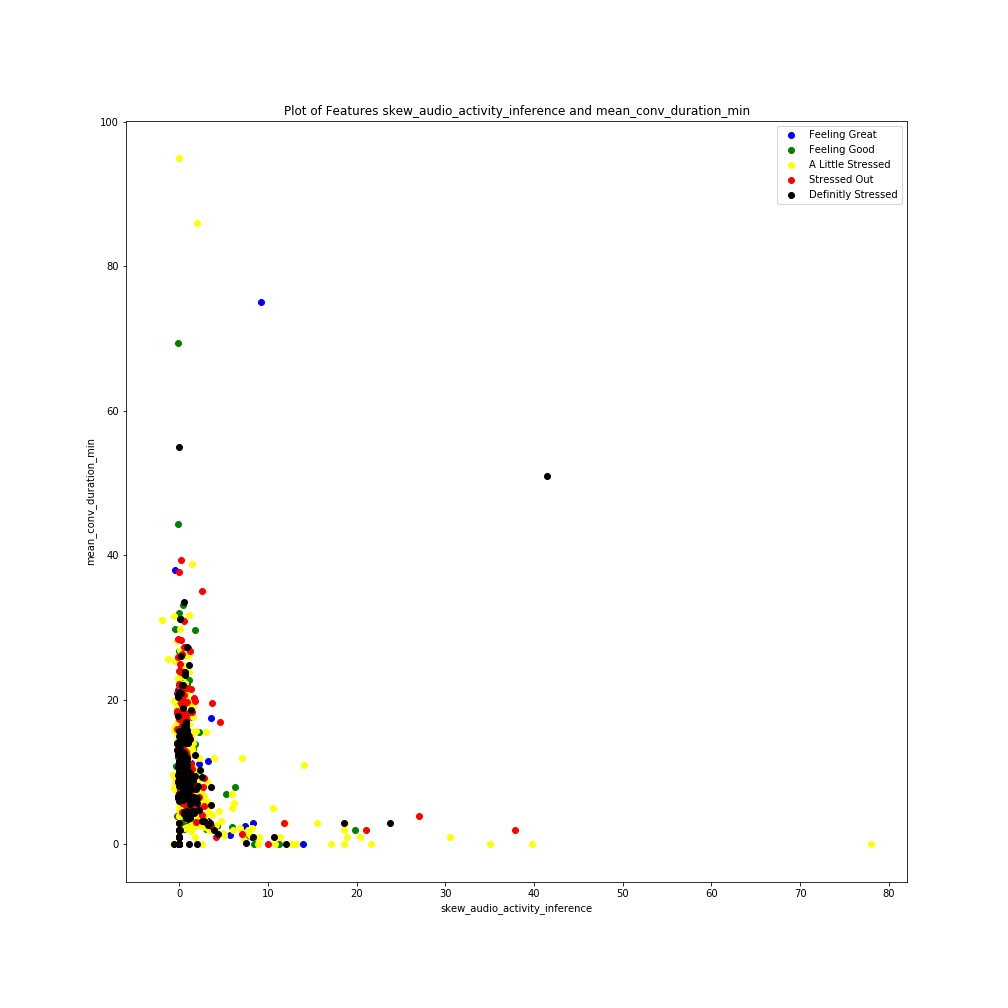 Plot of Features skew_audio_activity_inference and mean_conv_duration_min
Feeling Great
Feeling Good
A Little Stressed
Stressed Out
Definitly Stressed
100
80
60
40
20
0
mean_conv_duration_min
0 10 20 30 40 50 60 70 80
skew_audio_activity_inference